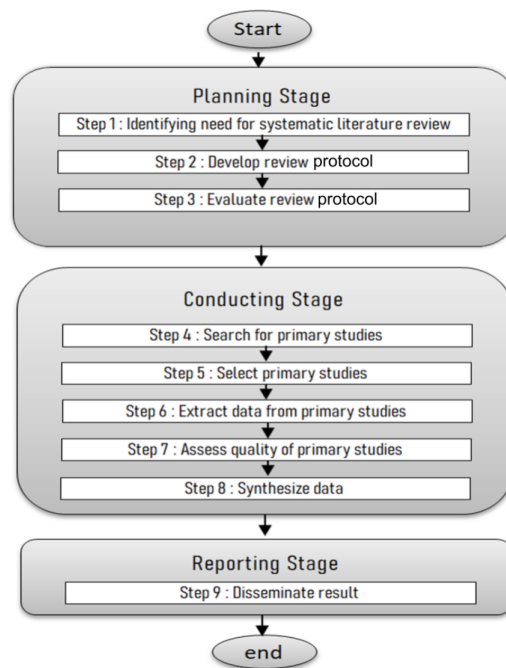 Start
Planning Stage
Step 1 : Identifying need for systematic literature review
Step 2 : Develop review protocol
Step 3 : Evaluate review protocol
Conducting Stage
Step 4 : Search for primary studies
Step 5 : Select primary studies
Step 6 : Extract data from primary studies
Step 7 : Assess quality of primary studies
Step 8 : Synthesize data
Reporting Stage
Step 9 : Disseminate result
end